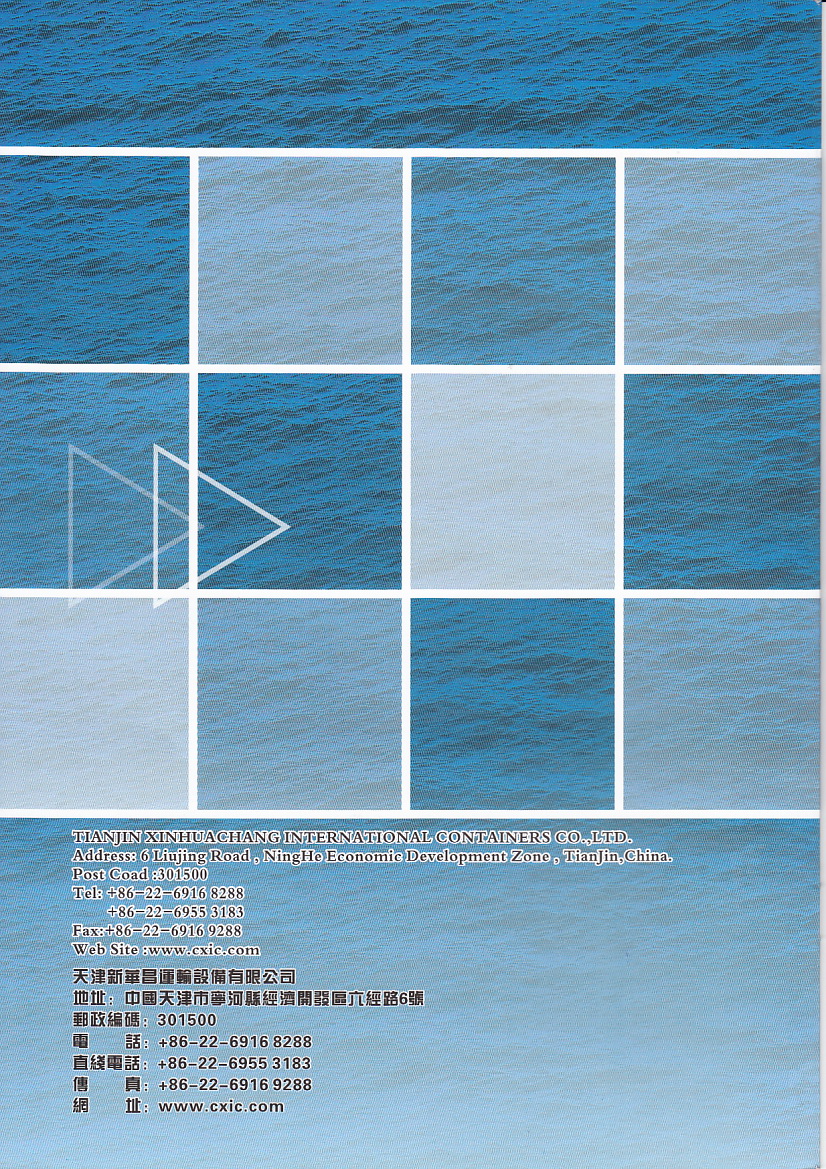 TIANJIN XINHUACHANG INTERNATIONAL CONTAINERS CO.,LTD.
Address: 6 Liujing Road , NingHe Economic Development Zone , TianJin,China.
Post Coad :301500
Tel: +86-22-6916 8288
+86-22-6955 3183
Fax:+86-22-6916 9288
Web Site :www.cxic.com
天津新華昌運輸設備有限公司
地址：中國天津市寧河縣經濟開發區六經路6號
郵政編碼：301500
電 話：+86-22-6916 8288
直綫電話：+86-22-6955 3183
傳 真：+86-22-6916 9288
網 址：www.cxic.com